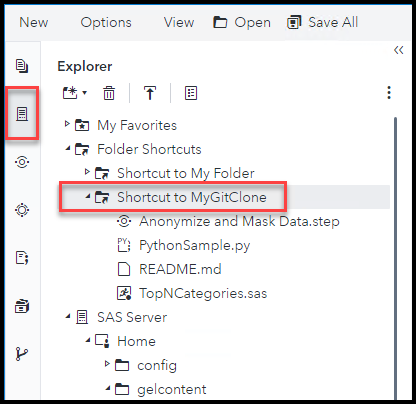 New Options View Open Save All
Explorer
My Favorites
Folder Shortcuts
Shortcut to My Folder
Shortcut to MyGitClone
Anonymize and Mask Data.step
PythonSample.py
README.md
TopNCategories.sas
SAS Server
Home
config
gelcontent